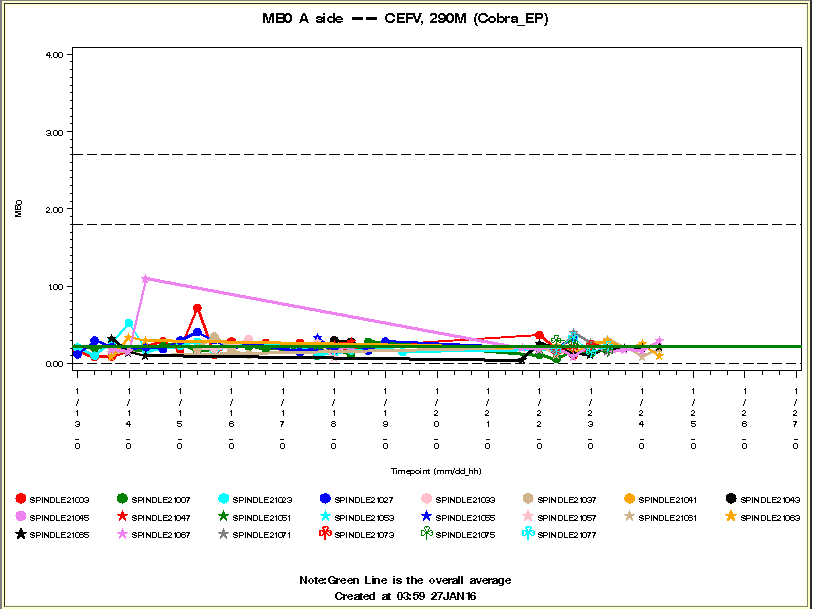 MB0 A side -- CEFV, 290M (Cobra_EP)
4.00
3.00
2.00
1.00
0.00
MB0
1/13_0
1/14_0
1/15_0
1/16_0
1/17_0
1/18_0
1/19_0
1/20_0
1/21_0
1/22_0
1/23_0
1/24_0
1/25_0
1/26_0
1/27_0
Timepoint (mm/dd_hh)
SPINDLE21003 SPINDLE21007 SPINDLE21023 SPINDLE21027 SPINDLE21033 SPINDLE21037 SPINDLE21041 SPINDLE21043
SPINDLE21045 SPINDLE21047 SPINDLE21051 SPINDLE21053 SPINDLE21055 SPINDLE21057 SPINDLE21061 SPINDLE21063
SPINDLE21065 SPINDLE21067 SPINDLE21071 SPINDLE21073 SPINDLE21075 SPINDLE21077
Note:Green Line is the overall average
Created at 03:59 27JAN16